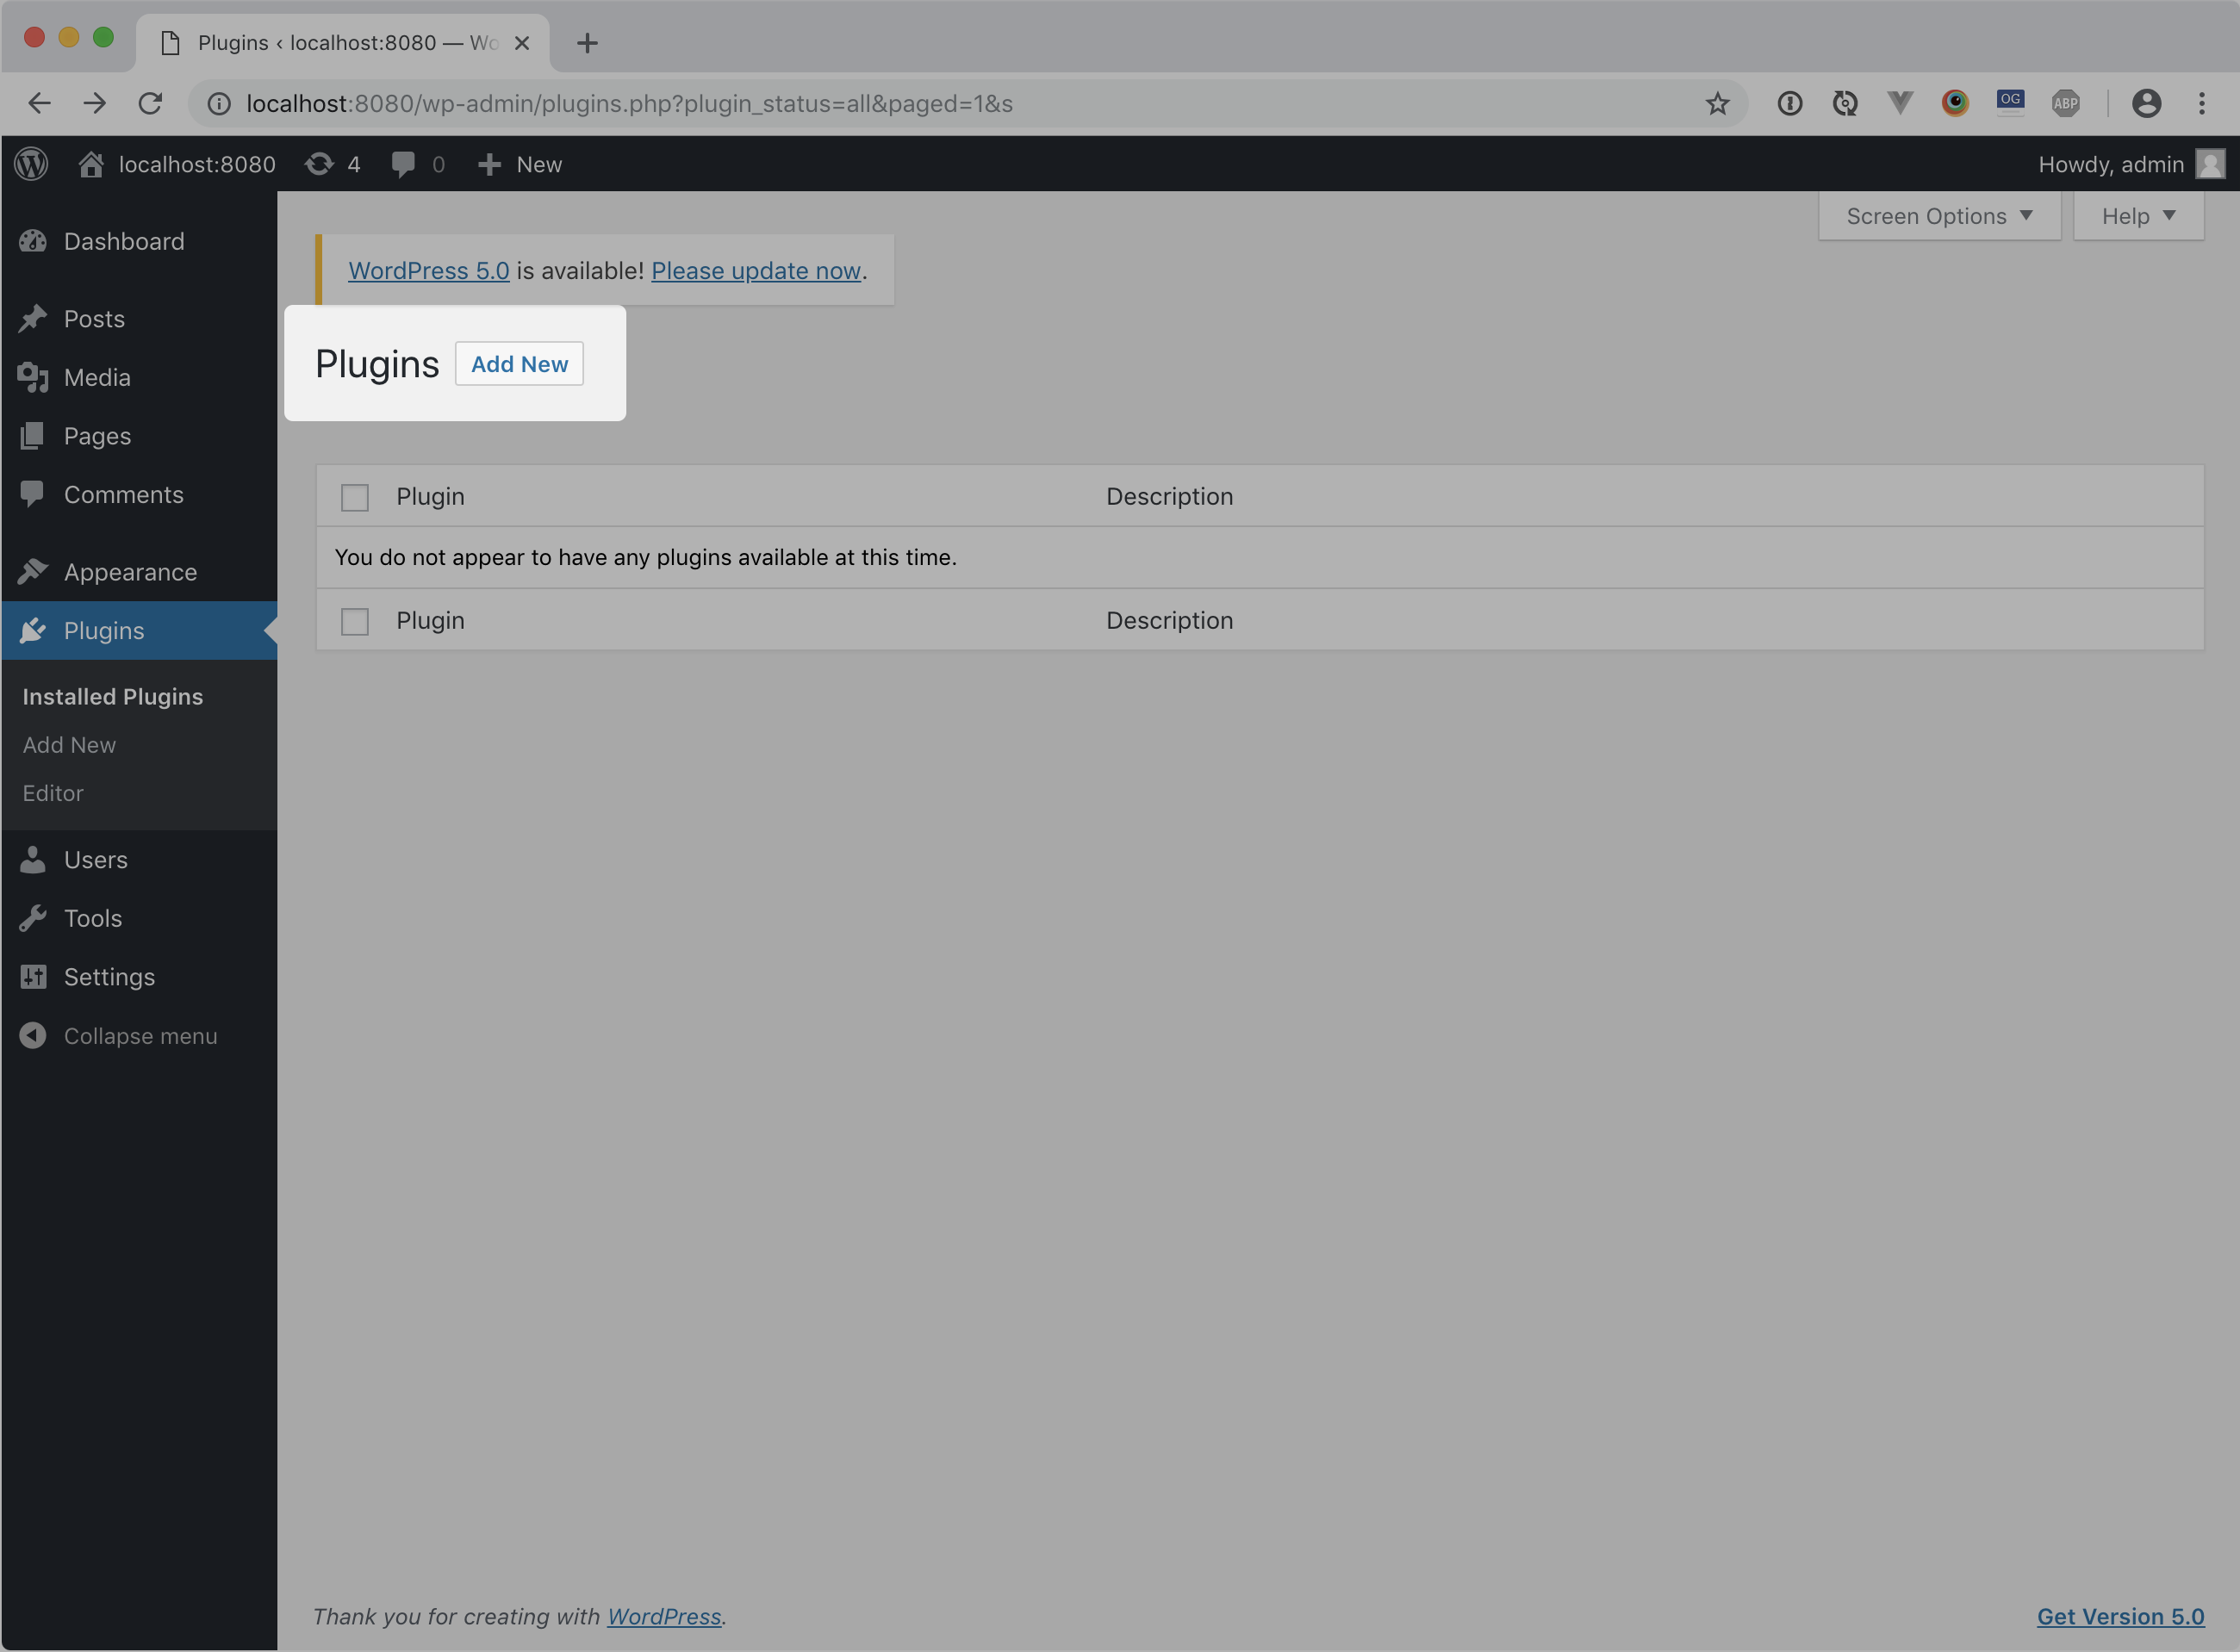 Plugins ‹ localhost:8080 — Wo
localhost:8080/wp-admin/plugins.php?plugin_status=all&paged=1&s
OG
ABP
localhost:8080 4 0 New
Howdy, admin
Screen Options Help
Dashboard
Posts
Media
Pages
Comments
Appearance
Plugins
Installed Plugins
Add New
Editor
Users
Tools
Settings
Collapse menu
WordPress 5.0 is available! Please update now.
Plugins Add New
Plugin Description
You do not appear to have any plugins available at this time.
Plugin Description
Thank you for creating with WordPress.
Get Version 5.0